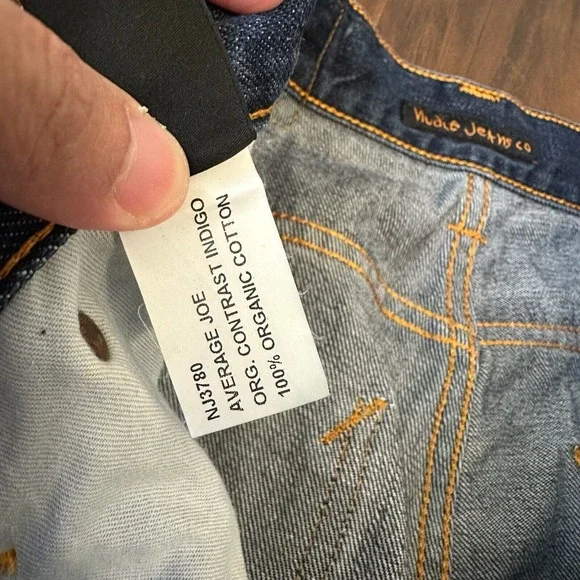 NJ3780
AVERAGE JOE
ORG. CONTRAST INDIGO
100% ORGANIC COTTON
Nudie Jeans co